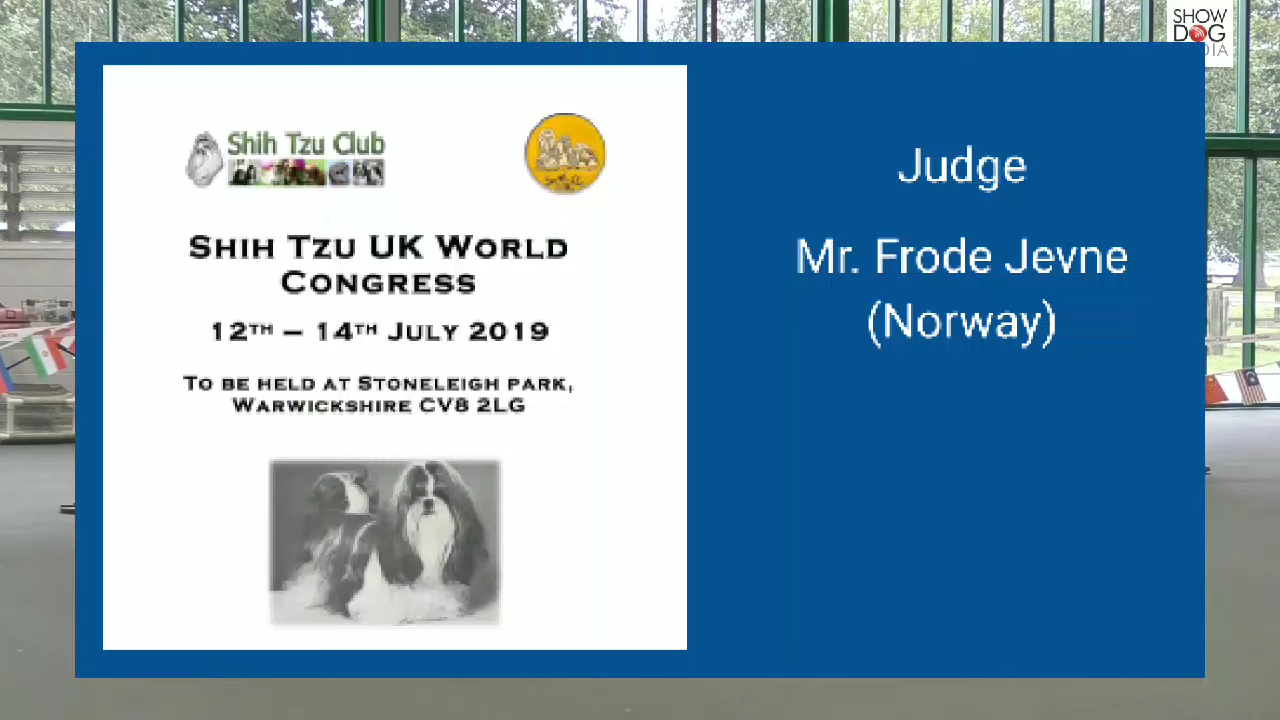 SHOW
DOG
Shih Tzu Club
SHIH TZU UK WORLD
CONGRESS
12TH – 14TH JULY 2019
TO BE HELD AT STONELEIGH PARK,
WARWICKSHIRE CV8 2LG
Judge
Mr. Frode Jevne
(Norway)